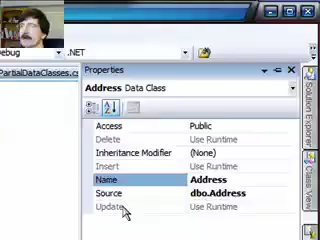 Debug
.NET
PartialDataClasses.cs
Properties
Address Data Class
Access Public
Delete Use Runtime
Inheritance Modifier (None)
Insert Use Runtime
Name Address
Source dbo.Address
Update Use Runtime
Solution Explorer
Class View